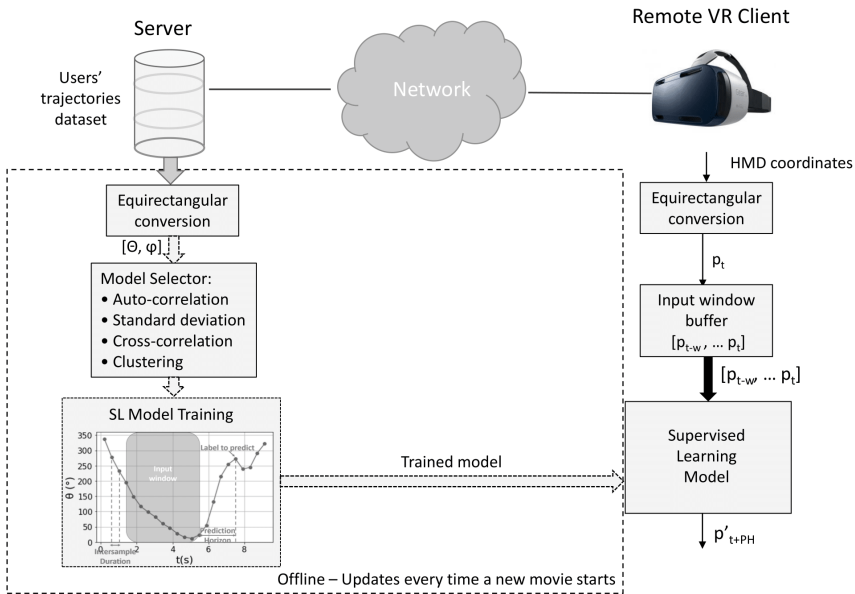 Server
Remote VR Client
Users'
trajectories
dataset
Network
HMD coordinates
Equirectangular
conversion
[Θ, φ]
Model Selector:
• Auto-correlation
• Standard deviation
• Cross-correlation
• Clustering
SL Model Training
350
300
250
200
150
100
50
0
θ (°)
Input
window
Label to predict
Prediction
Horizon
0
2
4
6
8
Intersample
Duration
t(s)
Trained model
Offline – Updates every time a new movie starts
Equirectangular
conversion
pt
Input window
buffer
[pt-w , ... pt]
[pt-w, ... pt]
Supervised
Learning
Model
p't+PH